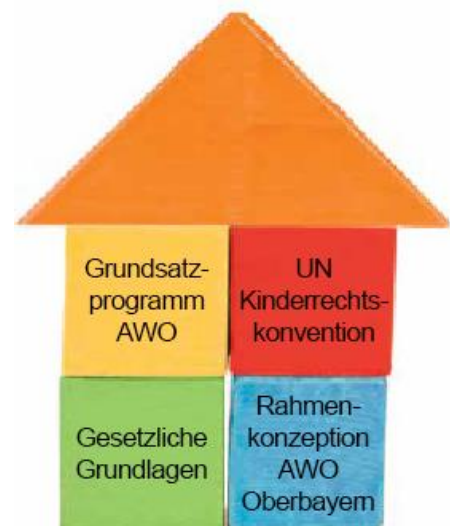 Grundsatz-
programm
AWO
UN
Kinderrechts-
konvention
Gesetzliche
Grundlagen
Rahmen-
konzeption
AWO
Oberbayern